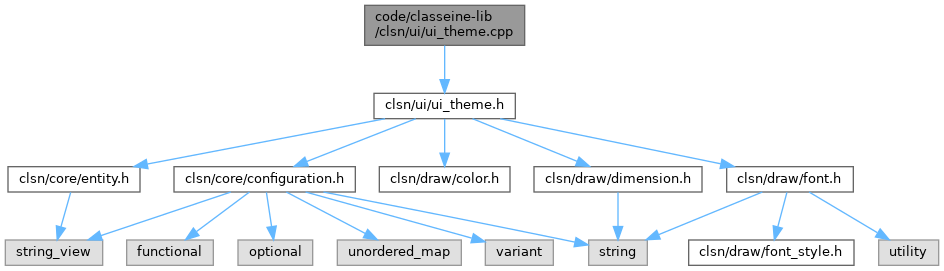 code/classeine-lib
/clsn/ui/ui_theme.cpp
clsn/ui/ui_theme.h
clsn/core/entity.h
clsn/core/configuration.h
clsn/draw/color.h
clsn/draw/dimension.h
clsn/draw/font.h
string_view
functional
optional
unordered_map
variant
string
clsn/draw/font_style.h
utility